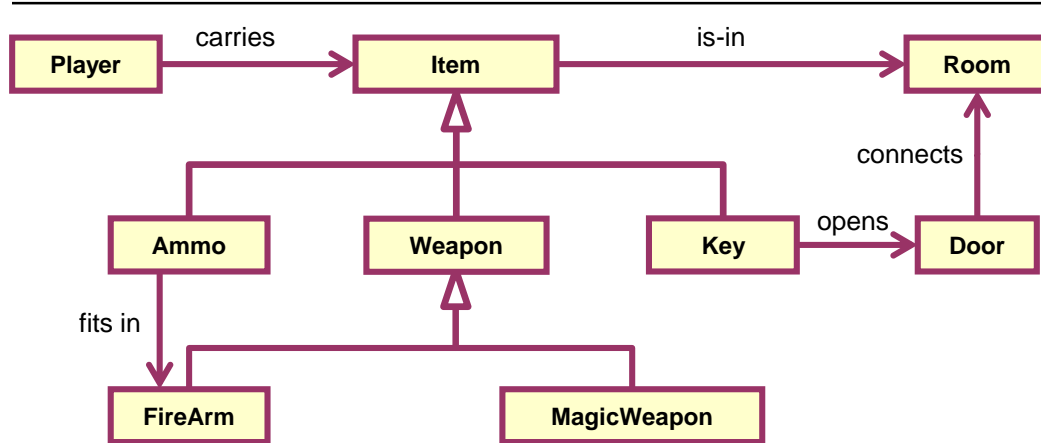 carries
is-in
Player
Item
Room
connects
Ammo
Weapon
Key
opens
Door
fits in
FireArm
MagicWeapon